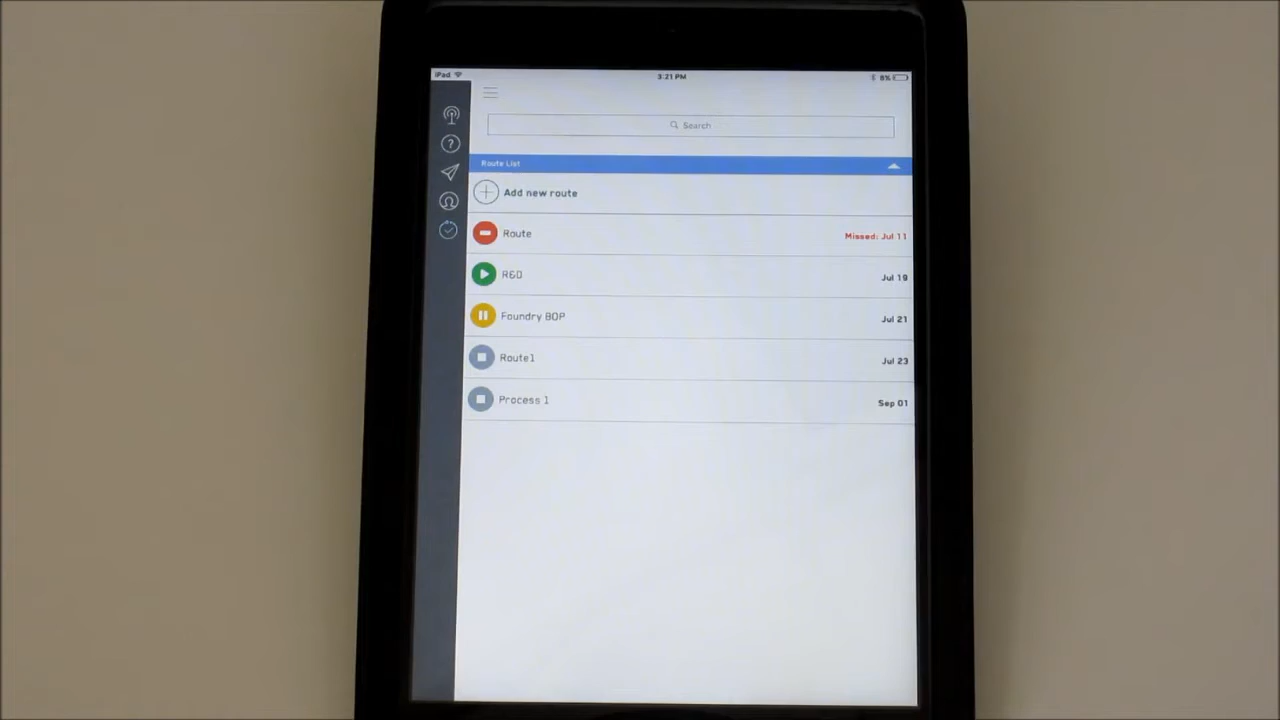 iPad 3:21 PM 8%
Search
Route List
Add new route
Route Missed: Jul 11
R&D Jul 19
Foundry BOP Jul 21
Route1 Jul 23
Process 1 Sep 01